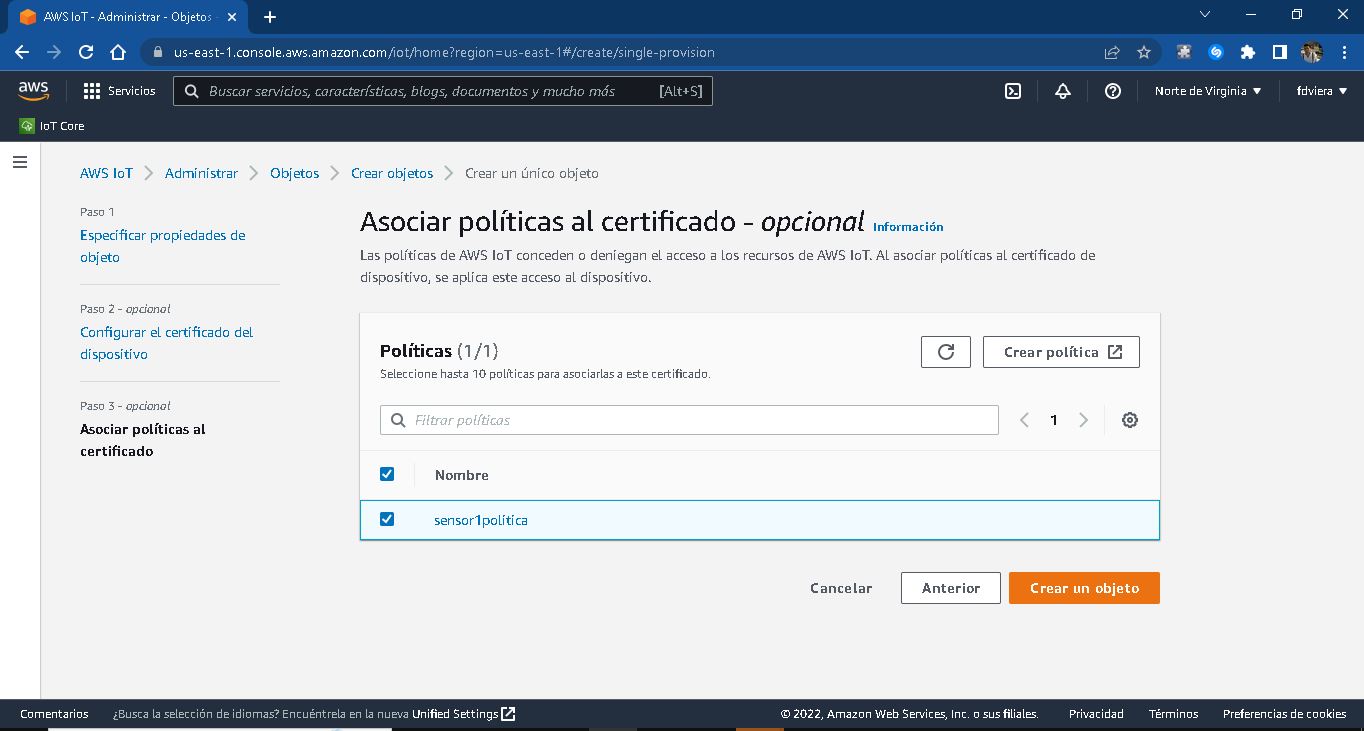 AWS IoT - Administrar - Objetos -
us-east-1.console.aws.amazon.com/iot/home?region=us-east-1#/create/single-provision
aws
Servicios
Buscar servicios, características, blogs, documentos y mucho más [Alt+S]
Norte de Virginia
fdviera
IoT Core
AWS IoT
Administrar
Objetos
Crear objetos
Crear un único objeto
Paso 1
Especificar propiedades de
objeto
Paso 2 - opcional
Configurar el certificado del
dispositivo
Paso 3 - opcional
Asociar políticas al
certificado
Asociar políticas al certificado - opcional Información
Las políticas de AWS IoT conceden o deniegan el acceso a los recursos de AWS IoT. Al asociar políticas al certificado de
dispositivo, se aplica este acceso al dispositivo.
Políticas (1/1)
Seleccione hasta 10 políticas para asociarlas a este certificado.
Crear política
Filtrar políticas
1
Nombre
sensor1política
Cancelar
Anterior
Crear un objeto
Comentarios
¿Busca la selección de idiomas? Encuéntrela en la nueva Unified Settings
© 2022, Amazon Web Services, Inc. o sus filiales.
Privacidad
Términos
Preferencias de cookies